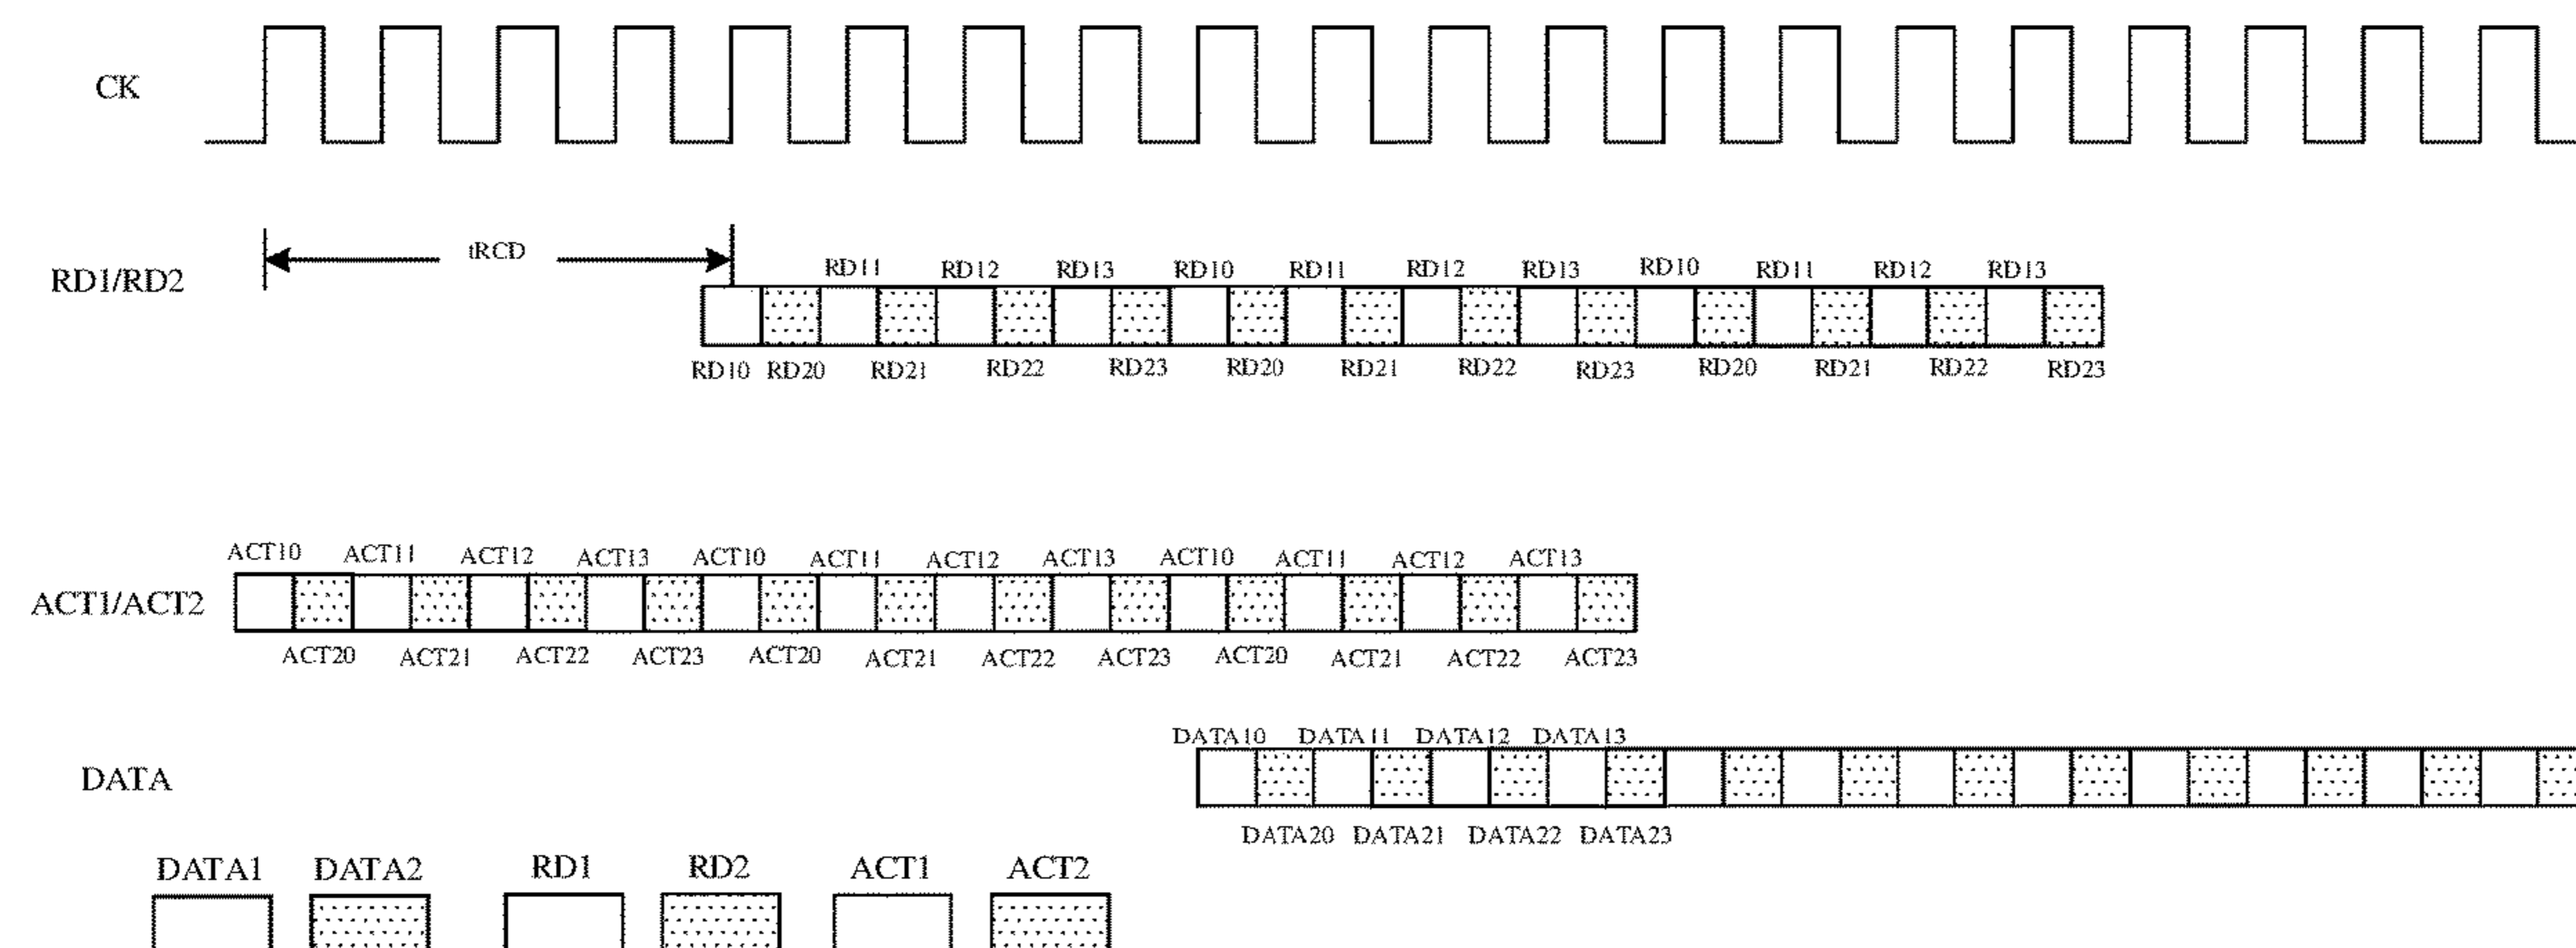 CK
tRCD
RD1/RD2
RD11 RD12 RD13 RD10 RD11 RD12 RD13 RD10 RD11 RD12 RD13
RD10 RD20 RD21 RD22 RD23 RD20 RD21 RD22 RD23 RD20 RD21 RD22 RD23
ACT10 ACT11 ACT12 ACT13 ACT10 ACT11 ACT12 ACT13 ACT10 ACT11 ACT12 ACT13
ACT1/ACT2
ACT20 ACT21 ACT22 ACT23 ACT20 ACT21 ACT22 ACT23 ACT20 ACT21 ACT22 ACT23
DATA10 DATA11 DATA12 DATA13
DATA
DATA20 DATA21 DATA22 DATA23
DATA1 DATA2 RD1 RD2 ACT1 ACT2